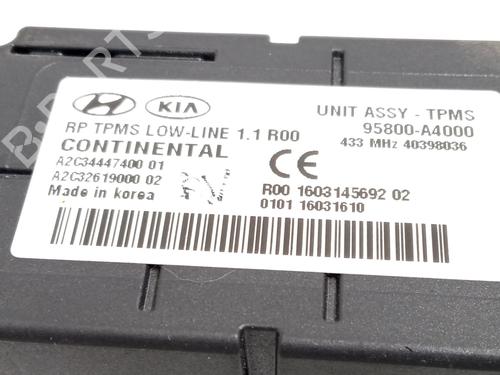 KIA
UNIT ASSY - TPMS
RP TPMS LOW-LINE 1.1 R00
95800-A4000
CONTINENTAL
433 MHz 40398036
A2C34447400 01
A2C32619000 02
CE
Made in korea
R00 1603145692 02
0101 16031610